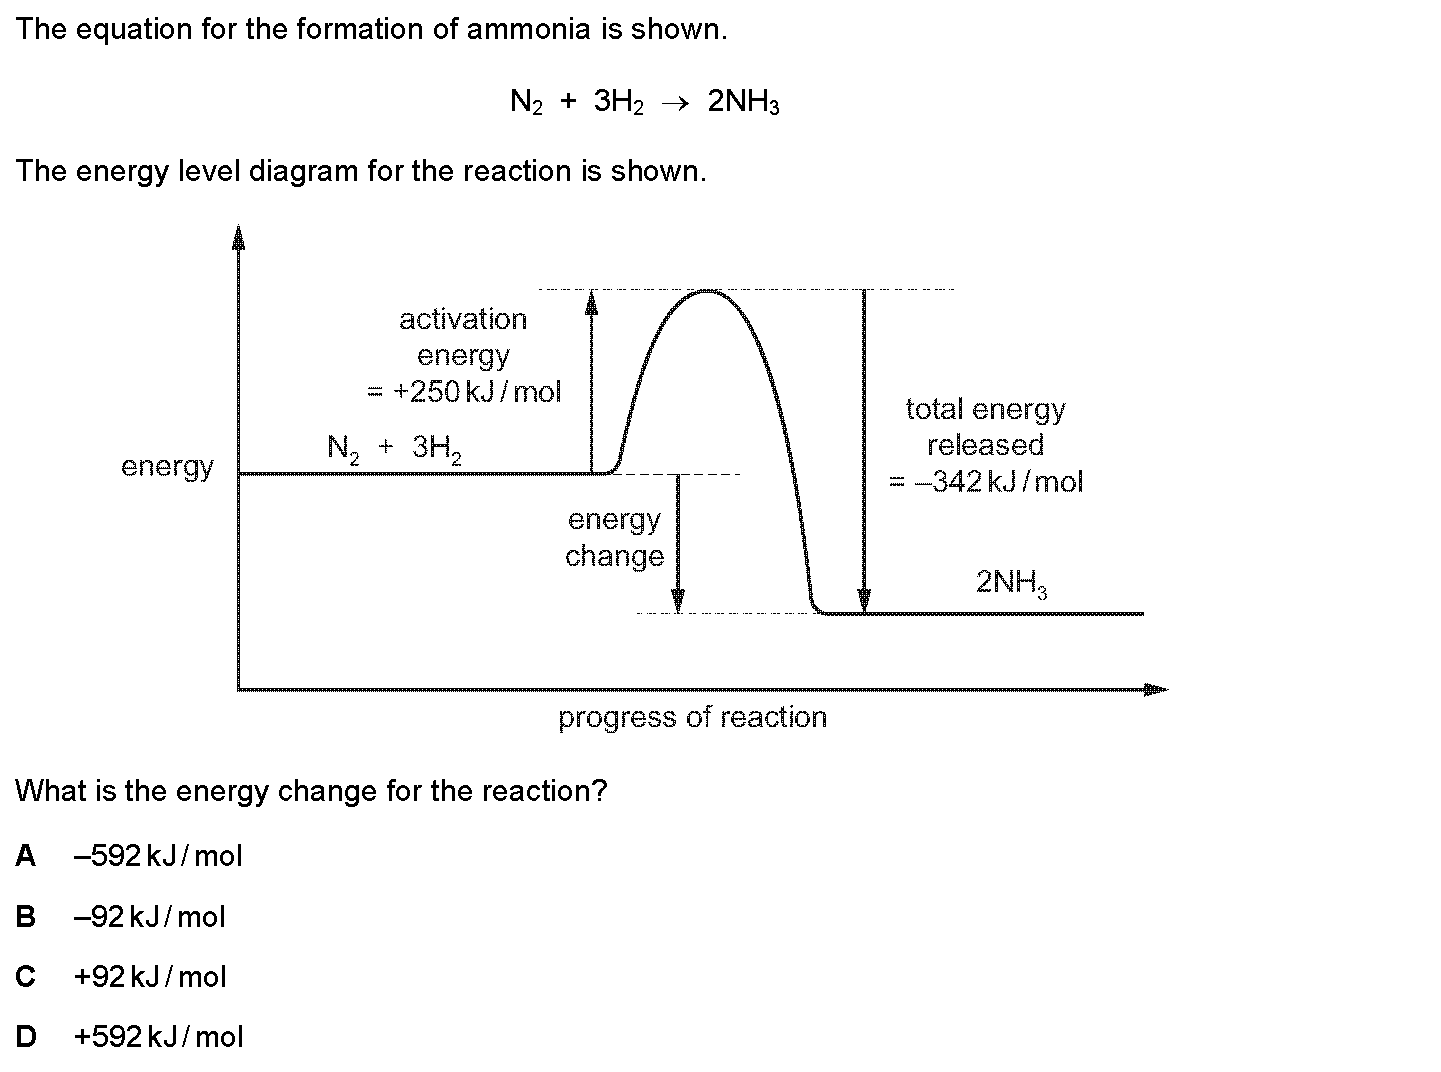 The equation for the formation of ammonia is shown.
N₂ + 3H₂ → 2NH₃
The energy level diagram for the reaction is shown.
activation
energy
= +250 kJ / mol
N₂ + 3H₂
energy
energy
change
total energy
released
= –342 kJ / mol
2NH₃
progress of reaction
What is the energy change for the reaction?
A –592 kJ / mol
B –92 kJ / mol
C +92 kJ / mol
D +592 kJ / mol